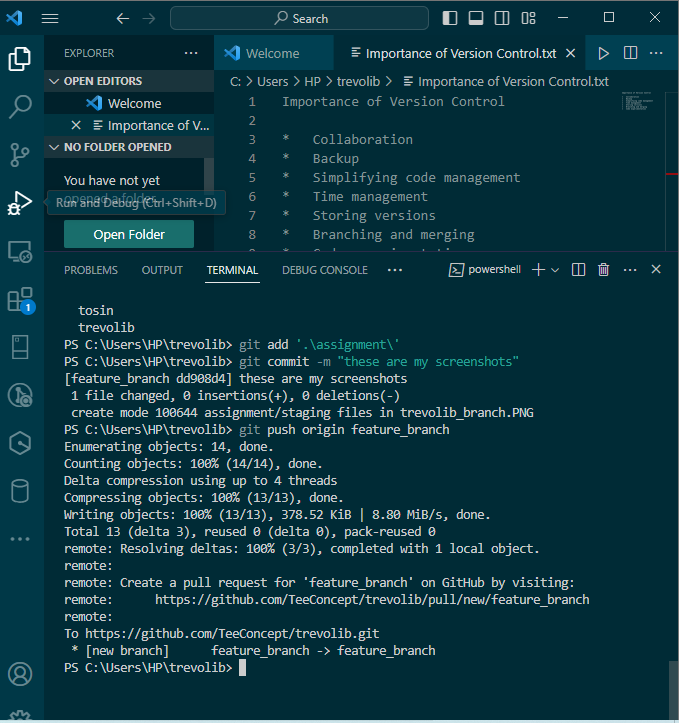 Search
EXPLORER
Welcome
Importance of Version Control.txt
OPEN EDITORS
C: > Users > HP > trevolib > Importance of Version Control.txt
Welcome
Importance of V...
NO FOLDER OPENED
You have not yet
opened a folder.
Run and Debug (Ctrl+Shift+D)
Open Folder
1 Importance of Version Control
2
3 * Collaboration
4 * Backup
5 * Simplifying code management
6 * Time management
7 * Storing versions
8 * Branching and merging
PROBLEMS OUTPUT TERMINAL DEBUG CONSOLE ... powershell
1
tosin
trevolib
PS C:\Users\HP\trevolib> git add '.\assignment\'
PS C:\Users\HP\trevolib> git commit -m "these are my screenshots"
[feature_branch dd908d4] these are my screenshots
1 file changed, 0 insertions(+), 0 deletions(-)
create mode 100644 assignment/staging files in trevolib_branch.PNG
PS C:\Users\HP\trevolib> git push origin feature_branch
Enumerating objects: 14, done.
Counting objects: 100% (14/14), done.
Delta compression using up to 4 threads
Compressing objects: 100% (13/13), done.
Writing objects: 100% (13/13), 378.52 KiB | 8.80 MiB/s, done.
Total 13 (delta 3), reused 0 (delta 0), pack-reused 0
remote: Resolving deltas: 100% (3/3), completed with 1 local object.
remote:
remote: Create a pull request for 'feature_branch' on GitHub by visiting:
remote:      https://github.com/TeeConcept/trevolib/pull/new/feature_branch
remote:
To https://github.com/TeeConcept/trevolib.git
* [new branch]      feature_branch -> feature_branch
PS C:\Users\HP\trevolib>